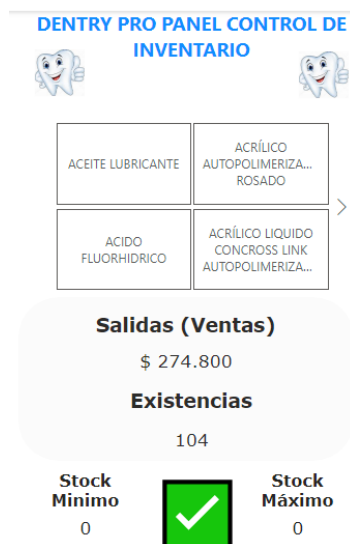 DENTRY PRO PANEL CONTROL DE
INVENTARIO
ACEITE LUBRICANTE
ACRÍLICO
AUTOPOLIMERIZA...
ROSADO
ACIDO
FLUORHIDRICO
ACRÍLICO LIQUIDO
CONCROSS LINK
AUTOPOLIMERIZA...
Salidas (Ventas)
$ 274.800
Existencias
104
Stock
Minimo
0
Stock
Máximo
0